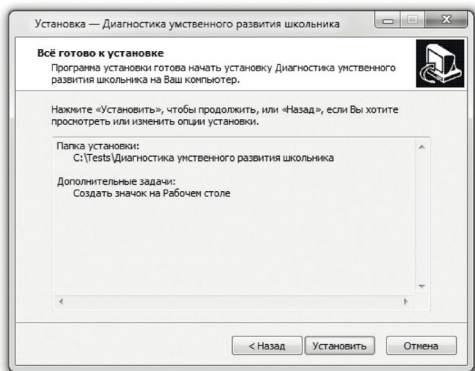 Установка — Диагностика умственного развития школьника
Всё готово к установке
Программа установки готова начать установку Диагностика умственного
развития школьника на Ваш компьютер.
Нажмите «Установить», чтобы продолжить, или «Назад», если Вы хотите
просмотреть или изменить опции установки.
Папка установки:
C:\Tests\Диагностика умственного развития школьника
Дополнительные задачи:
Создать значок на Рабочем столе
< Назад
Установить
Отмена